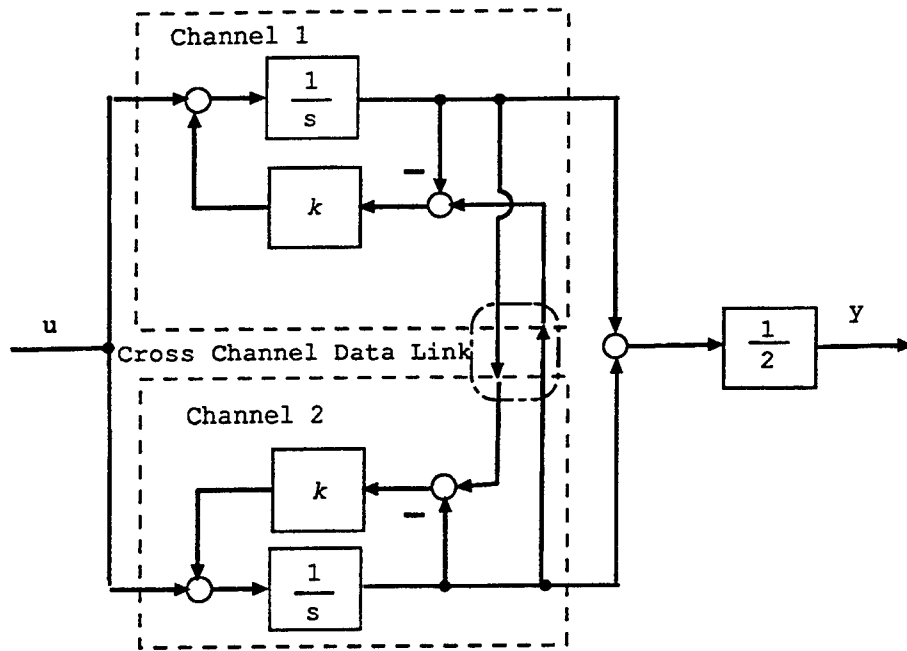 Channel 1
1
s
−
k
u
Cross Channel Data Link
1
2
y
Channel 2
k
−
1
s